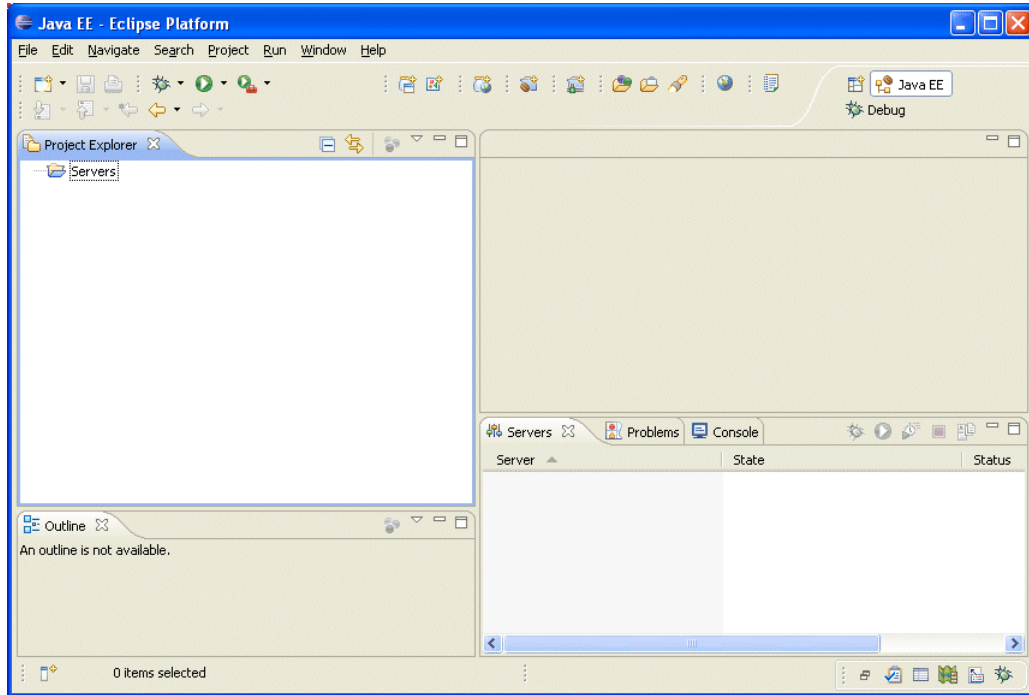 Java EE - Eclipse Platform
File Edit Navigate Search Project Run Window Help
Java EE
Debug
Project Explorer
Servers
Servers Problems Console
Server State Status
Outline
An outline is not available.
0 items selected